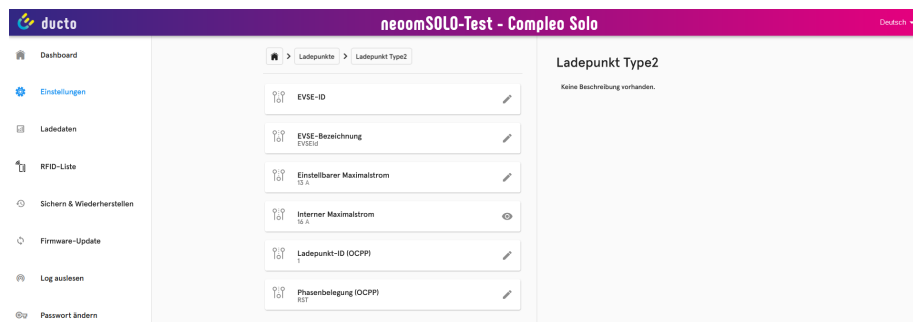 ducto
neoomSOLO-Test - Compleo Solo
Deutsch
Dashboard
Einstellungen
Ladedaten
RFID-Liste
Sichern & Wiederherstellen
Firmware-Update
Log auslesen
Passwort ändern
Ladepunkte
Ladepunkt Type2
EVSE-ID
EVSE-Bezeichnung
EVSEId
Einstellbarer Maximalstrom
13 A
Interner Maximalstrom
16 A
Ladepunkt-ID (OCPP)
1
Phasenbelegung (OCPP)
RST
Ladepunkt Type2
Keine Beschreibung vorhanden.